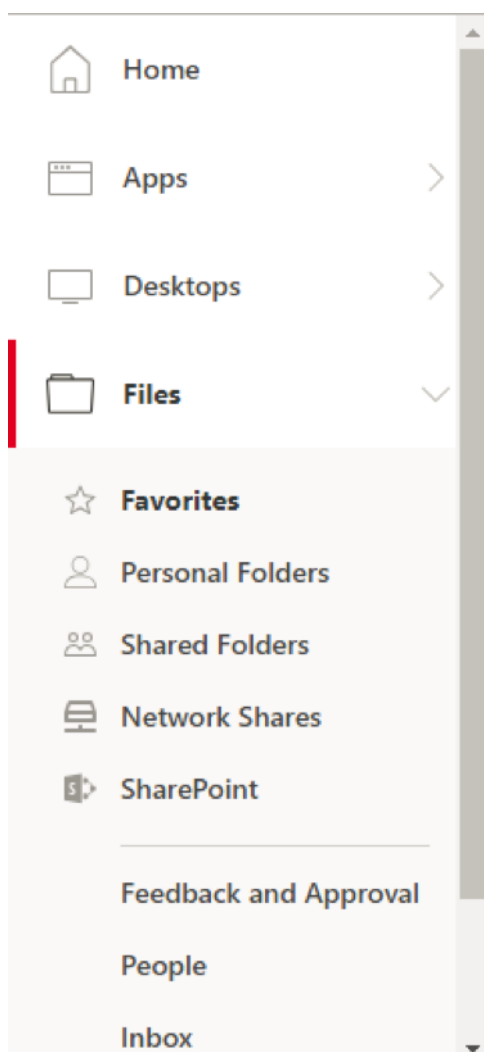 Home
Apps
Desktops
Files
Favorites
Personal Folders
Shared Folders
Network Shares
SharePoint
Feedback and Approval
People
Inbox